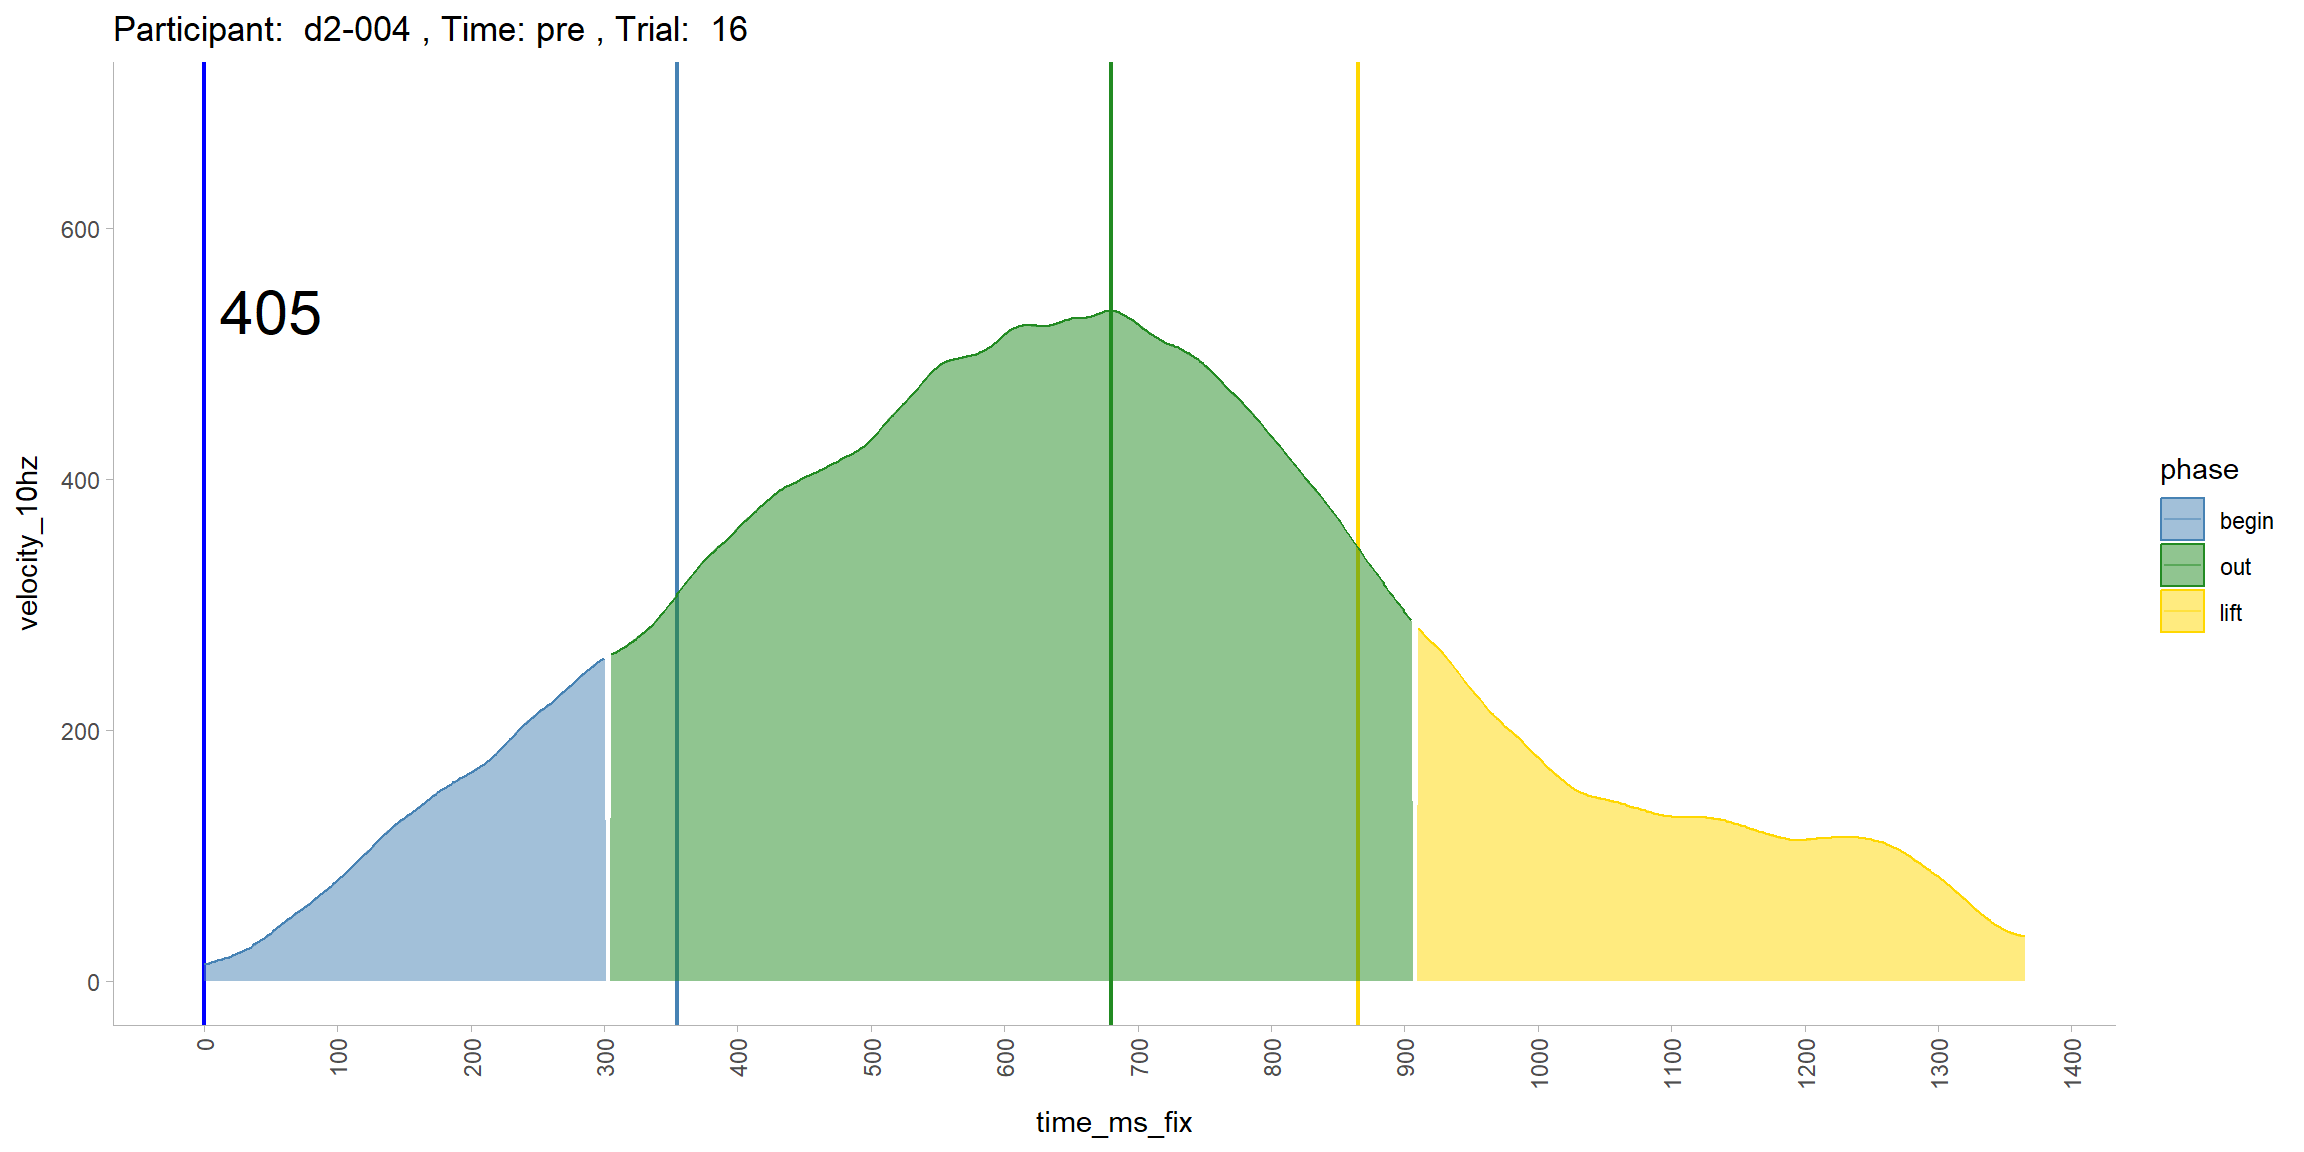 Participant:  d2-004 , Time: pre , Trial:  16
600
400
200
0
velocity_10hz
405
0
100
200
300
400
500
600
700
800
900
1000
1100
1200
1300
1400
time_ms_fix
phase
begin
out
lift